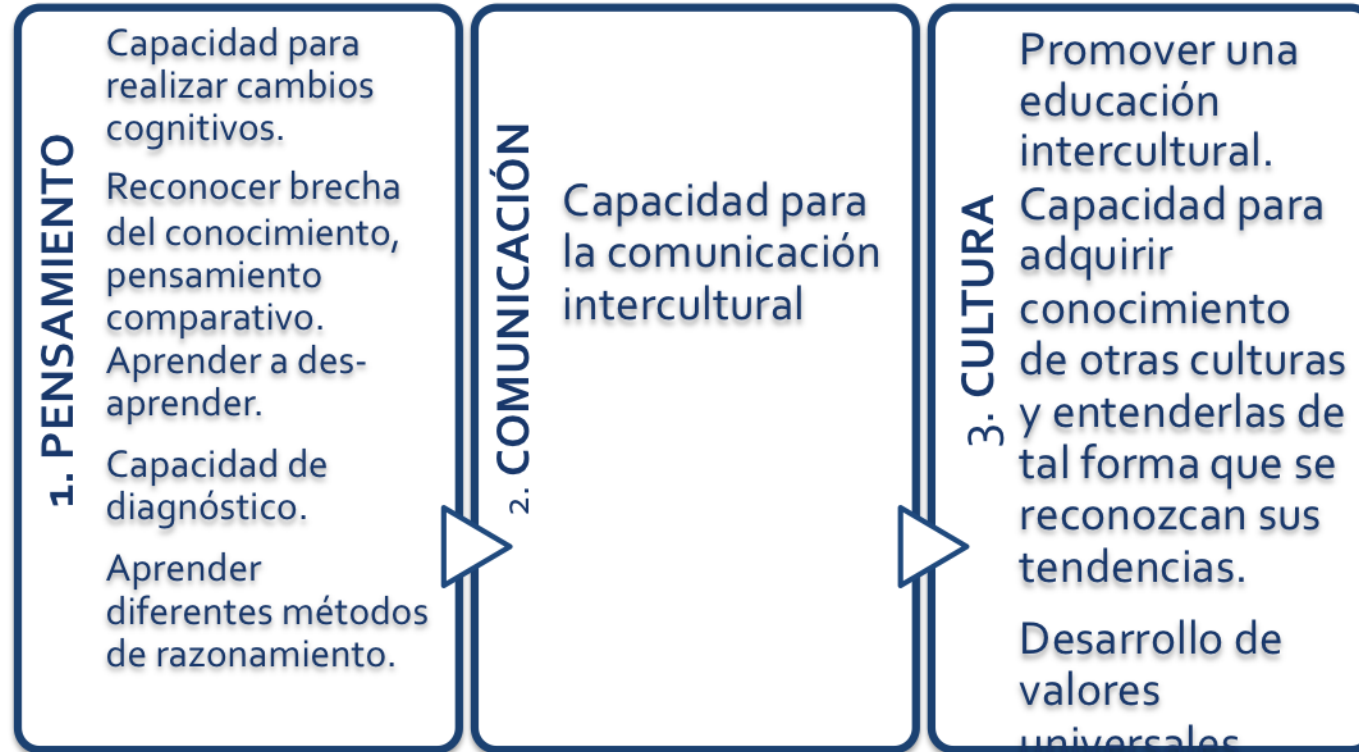 1. PENSAMIENTO
Capacidad para
realizar cambios
cognitivos.
Reconocer brecha
del conocimiento,
pensamiento
comparativo.
Aprender a des-
aprender.
Capacidad de
diagnóstico.
Aprender
diferentes métodos
de razonamiento.
2. COMUNICACIÓN
Capacidad para
la comunicación
intercultural
3. CULTURA
Promover una
educación
intercultural.
Capacidad para
adquirir
conocimiento
de otras culturas
y entenderlas de
tal forma que se
reconozcan sus
tendencias.
Desarrollo de
valores
universales